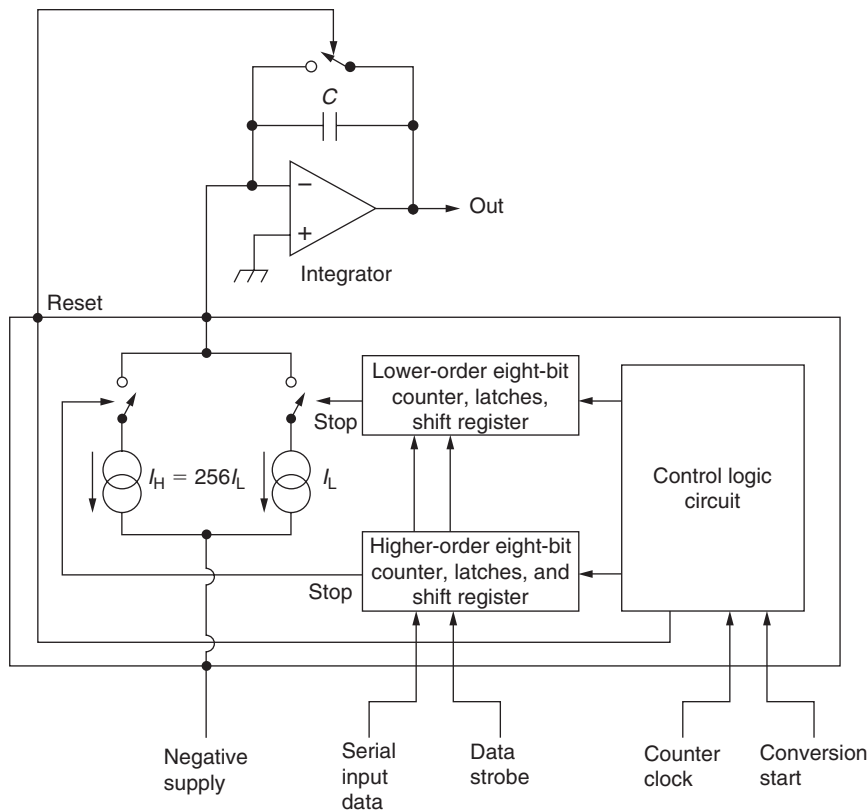 C
−
+
Out
Integrator
Reset
Lower-order eight-bit
counter, latches,
shift register
Stop
I_H = 256I_L
I_L
Control logic
circuit
Higher-order eight-bit
counter, latches, and
shift register
Stop
Negative
supply
Serial
input
data
Data
strobe
Counter
clock
Conversion
start